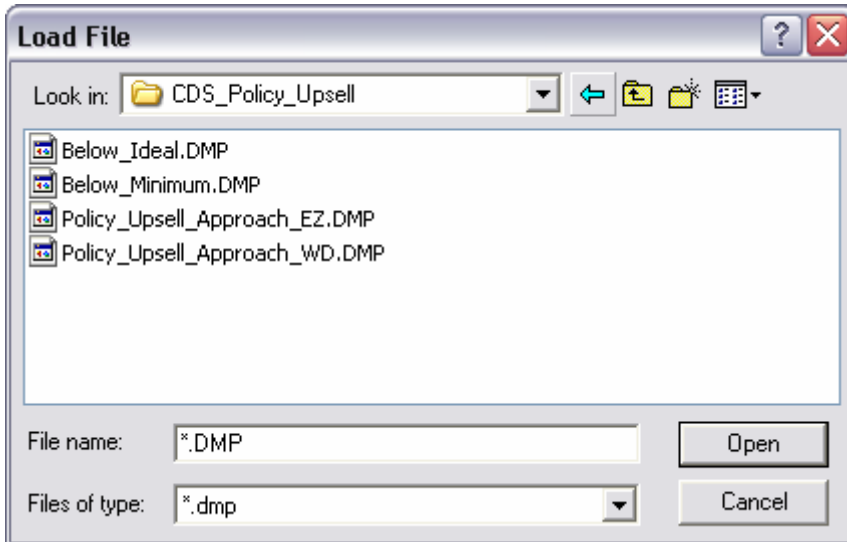 Load File
Look in: CDS_Policy_Upsell
Below_Ideal.DMP
Below_Minimum.DMP
Policy_Upsell_Approach_EZ.DMP
Policy_Upsell_Approach_WD.DMP
File name: *.DMP Open
Files of type: *.dmp Cancel